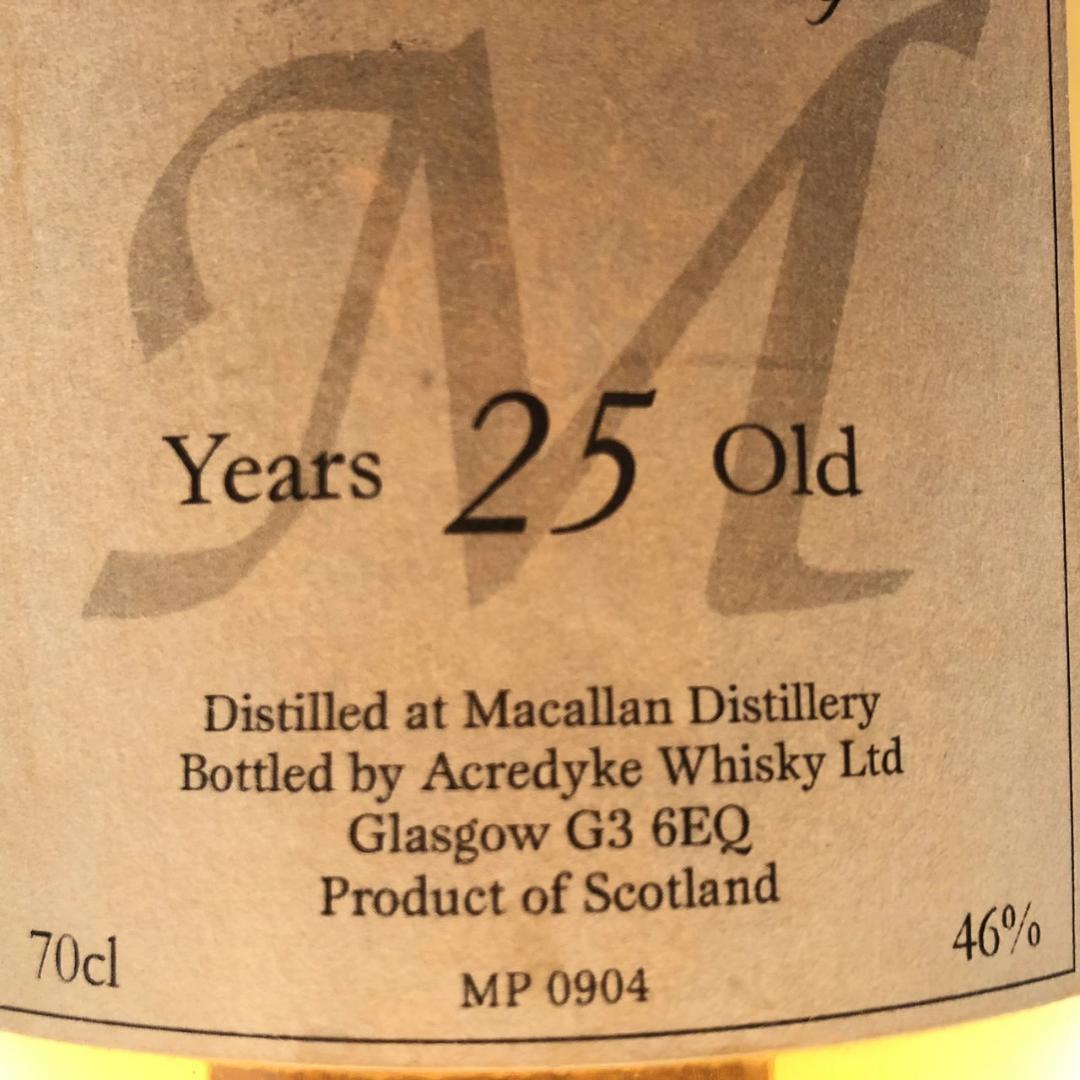 M
Years 25 Old
Distilled at Macallan Distillery
Bottled by Acredyke Whisky Ltd
Glasgow G3 6EQ
Product of Scotland
70cl
46%
MP 0904